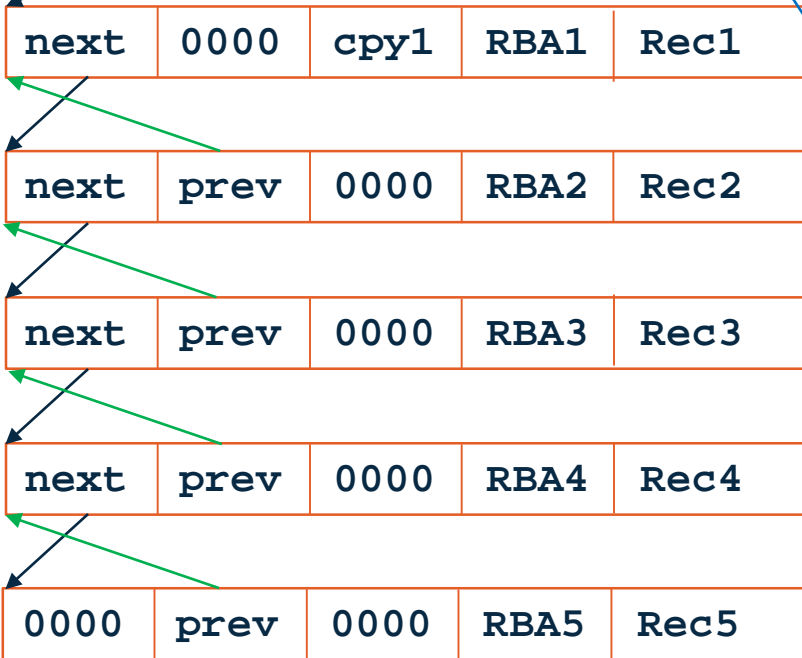 next 0000 cpy1 RBA1 Rec1
next prev 0000 RBA2 Rec2
next prev 0000 RBA3 Rec3
next prev 0000 RBA4 Rec4
0000 prev 0000 RBA5 Rec5